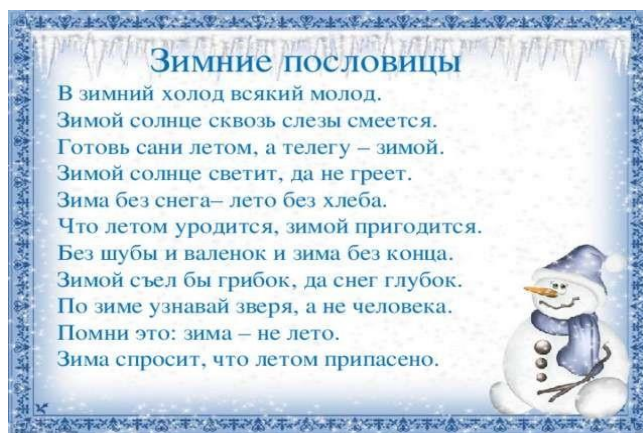 Зимние пословицы
В зимний холод всякий молод.
Зимой солнце сквозь слезы смеется.
Готовь сани летом, а телегу – зимой.
Зимой солнце светит, да не греет.
Зима без снега– лето без хлеба.
Что летом уродится, зимой пригодится.
Без шубы и валенок и зима без конца.
Зимой съел бы грибок, да снег глубок.
По зиме узнавай зверя, а не человека.
Помни это: зима – не лето.
Зима спросит, что летом припасено.